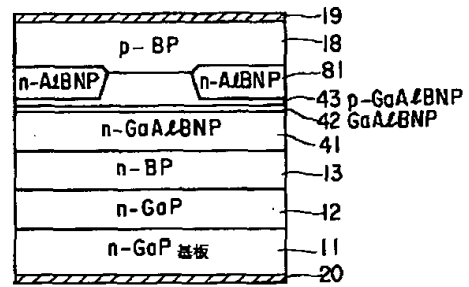 19
p-BP 18
n-AlBNP n-AlBNP 81
43 p-GaAlBNP
42 GaAlBNP
n-GaAlBNP 41
n-BP 13
n-GaP 12
n-GaP 基板 11
20